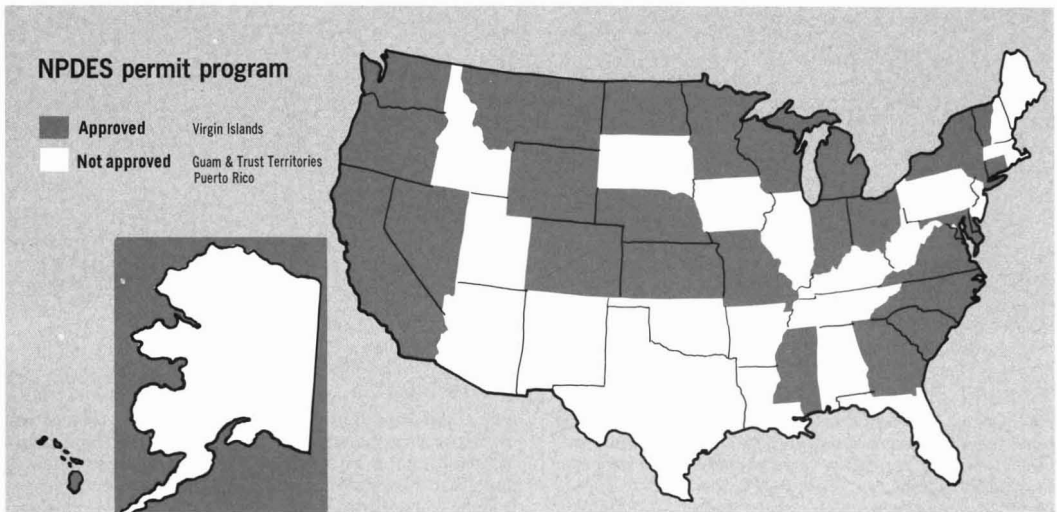 NPDES permit program
Approved Virgin Islands
Not approved Guam & Trust Territories
Puerto Rico